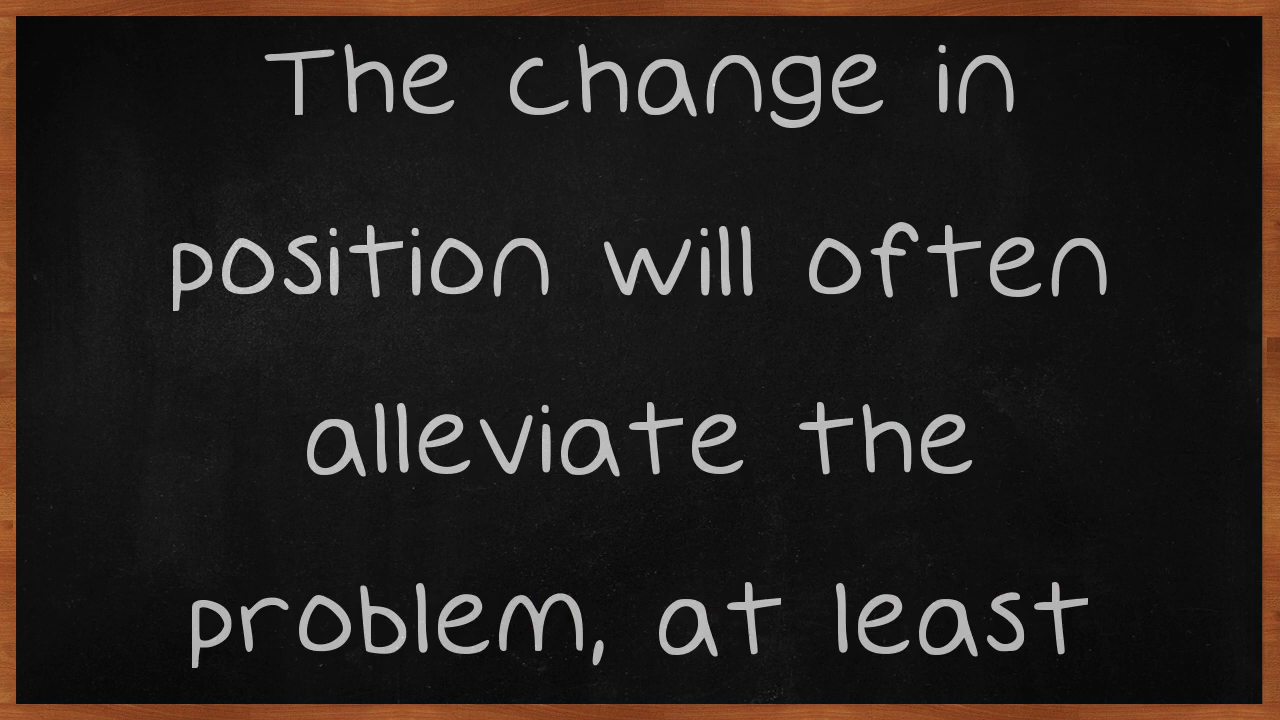 The change in
position will often
alleviate the
problem, at least